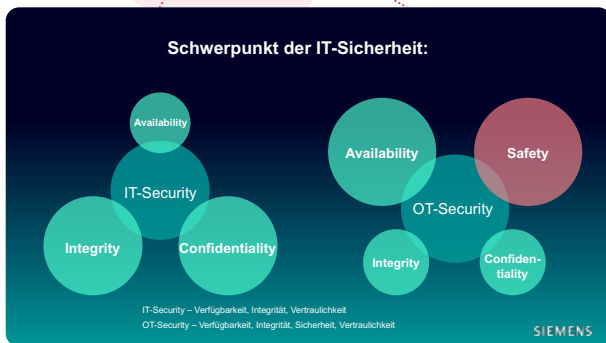 Schwerpunkt der IT-Sicherheit:
Availability
IT-Security
Integrity
Confidentiality
Availability
Safety
OT-Security
Integrity
Confiden-
tiality
IT-Security – Verfügbarkeit, Integrität, Vertraulichkeit
OT-Security – Verfügbarkeit, Integrität, Sicherheit, Vertraulichkeit
SIEMENS